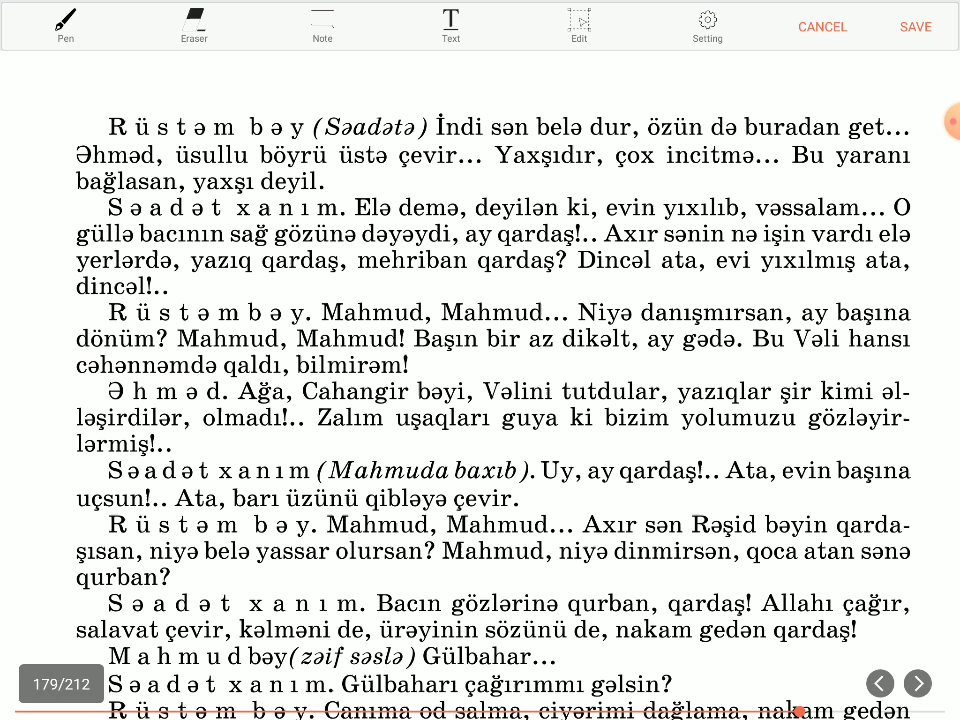 Pen Eraser Note Text Edit Setting CANCEL SAVE
R ü s t ə m b ə y (Səadətə) İndi sən belə dur, özün də buradan get...
Əhməd, üsullu böyrü üstə çevir... Yaxşıdır, çox incitmə... Bu yaranı
bağlasan, yaxşı deyil.
S ə a d ə t x a n ı m. Elə demə, deyilən ki, evin yıxılıb, vəssalam... O
güllə bacının sağ gözünə dəyəydi, ay qardaş!.. Axır sənin nə işin vardı elə
yerlərdə, yazıq qardaş, mehriban qardaş? Dincəl ata, evi yıxılmış ata,
dincəl!..
R ü s t ə m b ə y. Mahmud, Mahmud... Niyə danışmırsan, ay başına
dönüm? Mahmud, Mahmud! Başın bir az dikəlt, ay gədə. Bu Vəli hansı
cəhənnəmdə qaldı, bilmirəm!
Ə h m ə d. Ağa, Cahangir bəyi, Vəlini tutdular, yazıqlar şir kimi əl-
ləşirdilər, olmadı!.. Zalım uşaqları guya ki bizim yolumuzu gözləyir-
lərmiş!..
S ə a d ə t x a n ı m (Mahmuda baxıb). Uy, ay qardaş!.. Ata, evin başına
uçsun!.. Ata, barı üzünü qibləyə çevir.
R ü s t ə m b ə y. Mahmud, Mahmud... Axır sən Rəşid bəyin qarda-
şısan, niyə belə yassar olursan? Mahmud, niyə dinmirsən, qoca atan sənə
qurban?
S ə a d ə t x a n ı m. Bacın gözlərinə qurban, qardaş! Allahı çağır,
salavat çevir, kəlməni de, ürəyinin sözünü de, nakam gedən qardaş!
M a h m u d bəy(zəif səslə) Gülbahar...
S ə a d ə t x a n ı m. Gülbaharı çağırımmı gəlsin?
R ü s t ə m b ə y. Canıma od salma, ciyərimi dağlama, nakam gedən
179/212